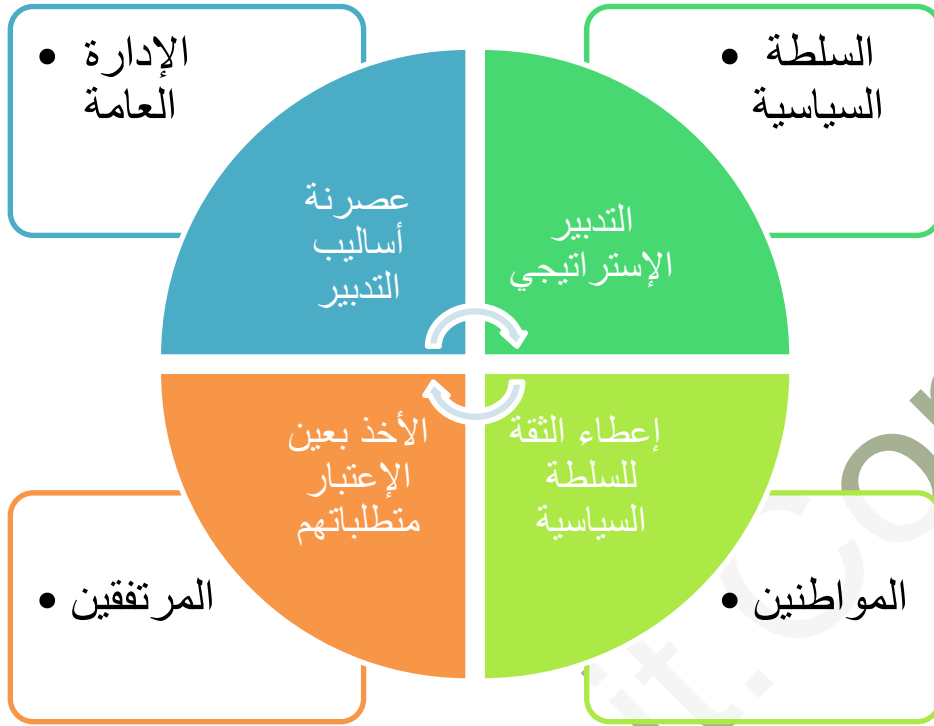 السلطة •
السياسية
الإدارة •
العامة
التدبير
الإستراتيجي
عصرنة
أساليب
التدبير
إعطاء الثقة
للسلطة
السياسية
الأخذ بعين
الإعتبار
متطلباتهم
المواطنين •
المرتفقين •